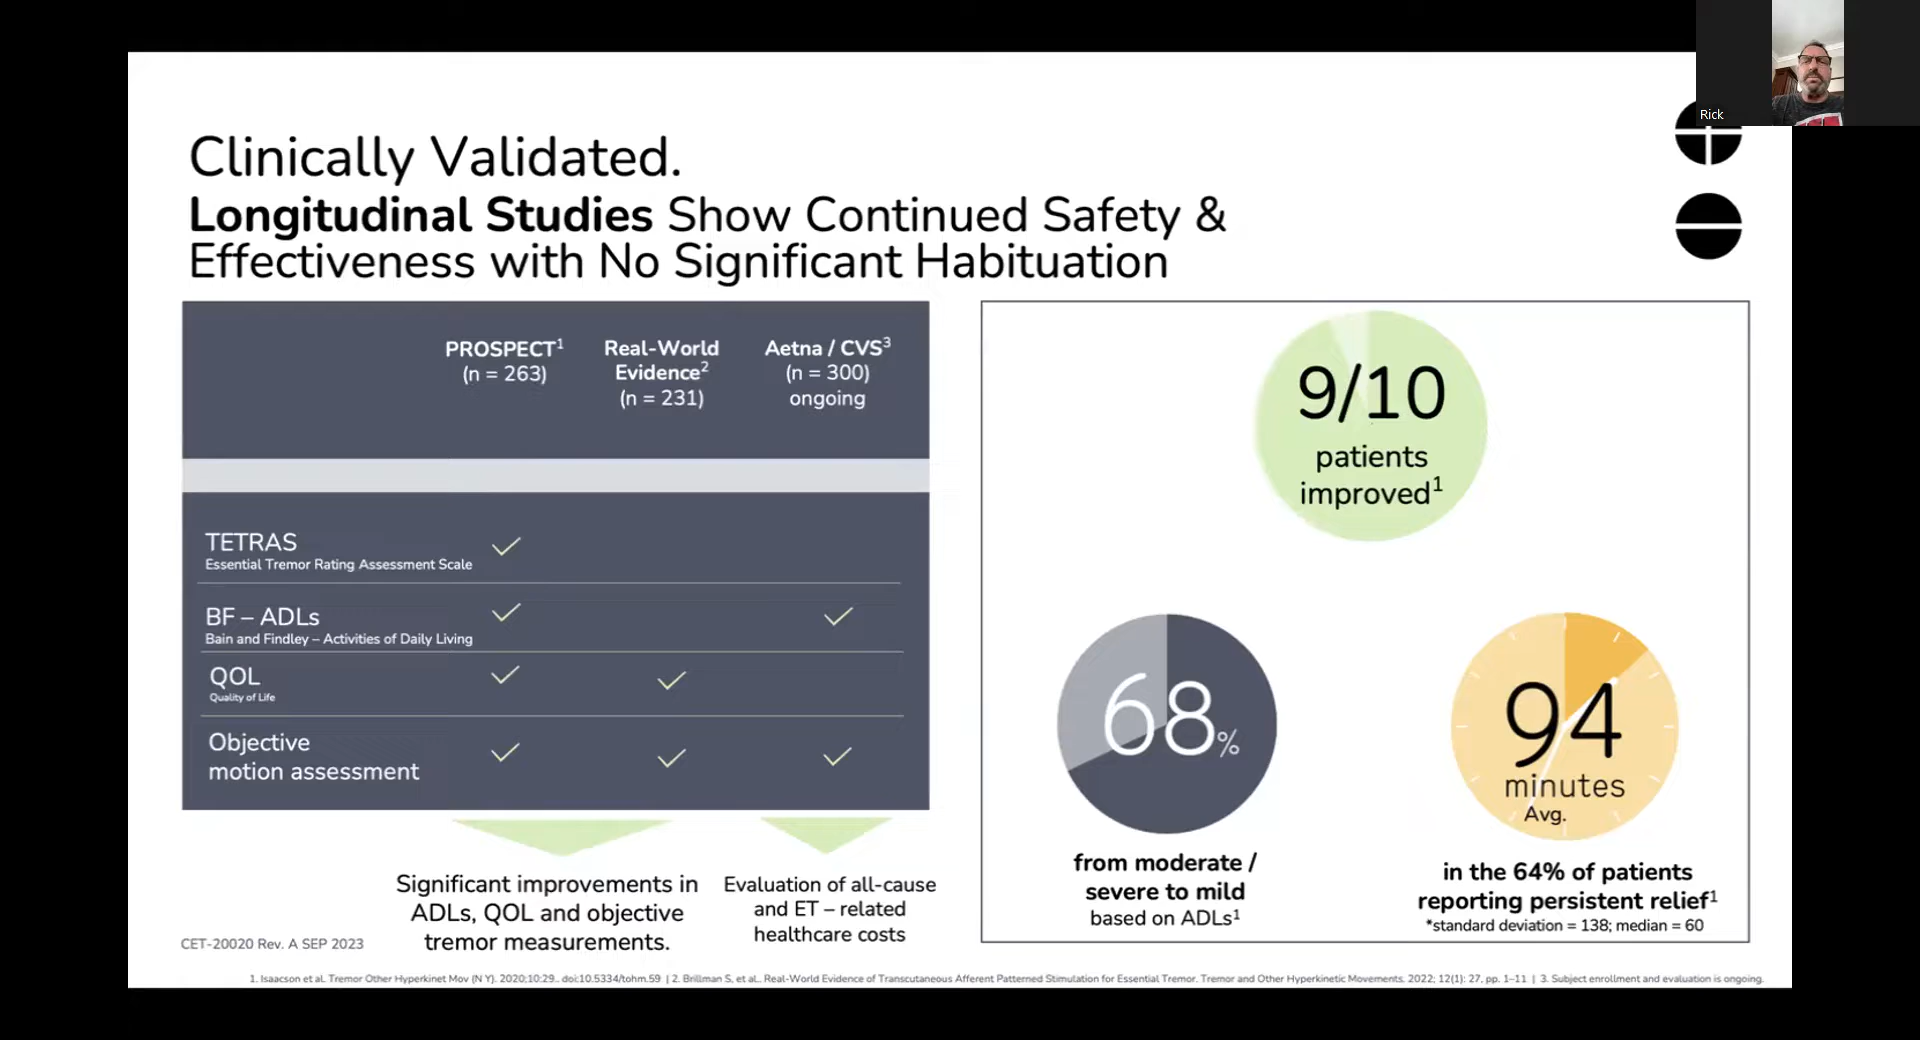 Rick
Clinically Validated.
Longitudinal Studies Show Continued Safety &
Effectiveness with No Significant Habituation
PROSPECT1
(n = 263)
Real-World
Evidence2
(n = 231)
Aetna / CVS3
(n = 300)
ongoing
TETRAS
Essential Tremor Rating Assessment Scale
BF – ADLs
Bain and Findley – Activities of Daily Living
QOL
Quality of Life
Objective
motion assessment
Significant improvements in
ADLs, QOL and objective
tremor measurements.
Evaluation of all-cause
and ET – related
healthcare costs
9/10
patients
improved1
68%
from moderate /
severe to mild
based on ADLs1
94
minutes
Avg.
in the 64% of patients
reporting persistent relief1
*standard deviation = 138; median = 60
CET-20020 Rev. A SEP 2023
1. Isaacson et al. Tremor Other Hyperkinet Mov (N Y). 2020;10:29.. doi:10.5334/tohm.59 | 2. Brillman S, et al.. Real-World Evidence of Transcutaneous Afferent Patterned Stimulation for Essential Tremor. Tremor and Other Hyperkinetic Movements. 2022; 12(1): 27, pp. 1–11 | 3. Subject enrollment and evaluation is ongoing.